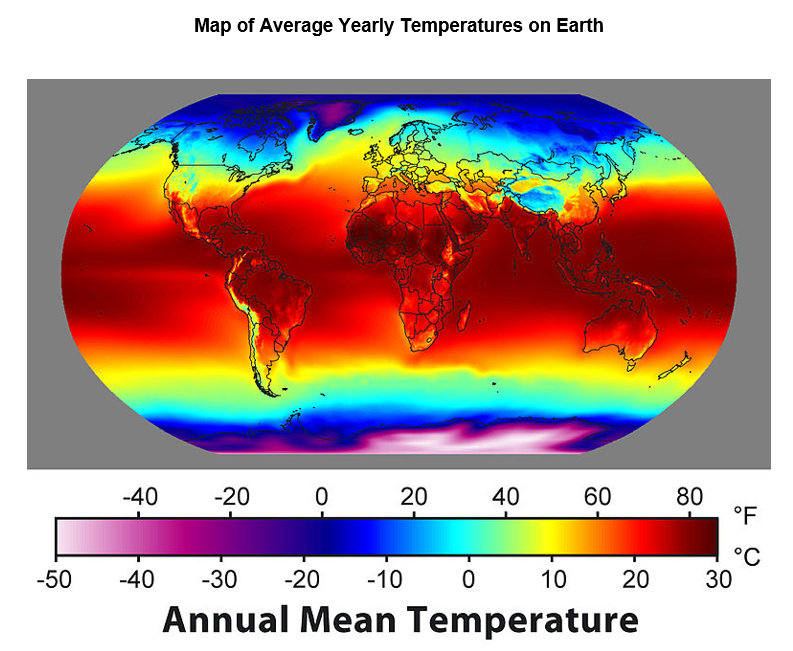 Map of Average Yearly Temperatures on Earth
-40 -20 0 20 40 60 80 °F
-50 -40 -30 -20 -10 0 10 20 30 °C
Annual Mean Temperature